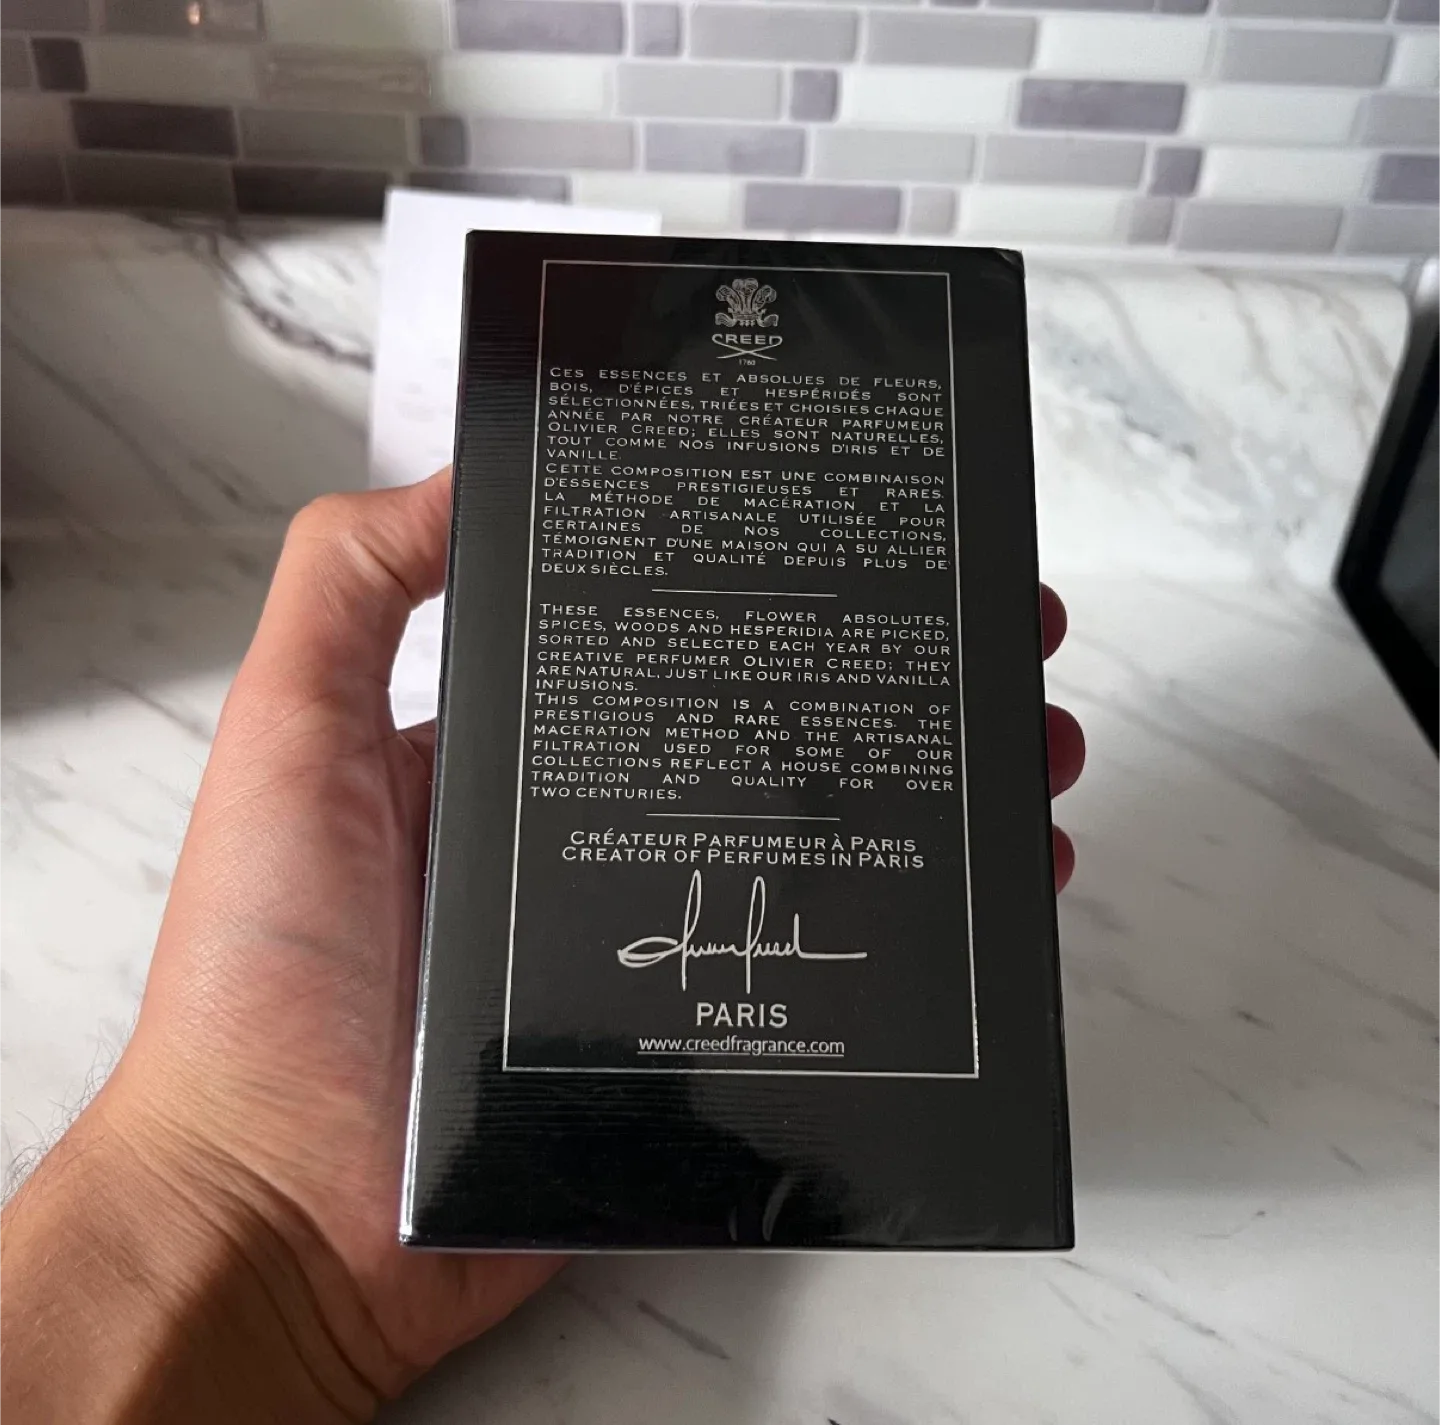 CREED
1760
CES ESSENCES ET ABSOLUES DE FLEURS,
BOIS, D'ÉPICES ET HESPÉRIDÉS SONT
SÉLECTIONNÉES, TRIÉES ET CHOISIES CHAQUE
ANNÉE PAR NOTRE CRÉATEUR PARFUMEUR
OLIVIER CREED; ELLES SONT NATURELLES,
TOUT COMME NOS INFUSIONS D'IRIS ET DE
VANILLE.
CETTE COMPOSITION EST UNE COMBINAISON
D'ESSENCES PRESTIGIEUSES ET RARES.
LA MÉTHODE DE MACÉRATION ET LA
FILTRATION ARTISANALE UTILISÉE POUR
CERTAINES DE NOS COLLECTIONS,
TÉMOIGNENT D'UNE MAISON QUI A SU ALLIER
TRADITION ET QUALITÉ DEPUIS PLUS DE
DEUX SIÈCLES.
THESE ESSENCES, FLOWER ABSOLUTES,
SPICES, WOODS AND HESPERIDIA ARE PICKED,
SORTED AND SELECTED EACH YEAR BY OUR
CREATIVE PERFUMER OLIVIER CREED; THEY
ARE NATURAL, JUST LIKE OUR IRIS AND VANILLA
INFUSIONS.
THIS COMPOSITION IS A COMBINATION OF
PRESTIGIOUS AND RARE ESSENCES. THE
MACERATION METHOD AND THE ARTISANAL
FILTRATION USED FOR SOME OF OUR
COLLECTIONS REFLECT A HOUSE COMBINING
TRADITION AND QUALITY FOR OVER
TWO CENTURIES.
CRÉATEUR PARFUMEUR À PARIS
CREATOR OF PERFUMES IN PARIS
PARIS
www.creedfragrance.com